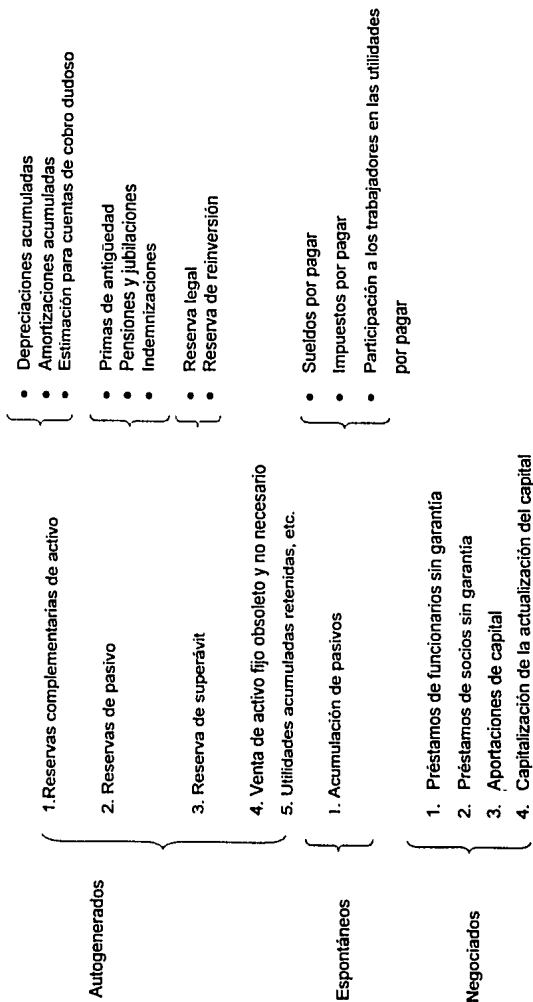 Autogenerados
1.Reservas complementarias de activo
• Depreciaciones acumuladas
• Amortizaciones acumuladas
• Estimación para cuentas de cobro dudoso
2. Reservas de pasivo
• Primas de antigüedad
• Pensiones y jubilaciones
• Indemnizaciones
3. Reserva de superávit
• Reserva legal
• Reserva de reinversión
4. Venta de activo fijo obsoleto y no necesario
5. Utilidades acumuladas retenidas, etc.
Espontáneos
1. Acumulación de pasivos
• Sueldos por pagar
• Impuestos por pagar
• Participación a los trabajadores en las utilidades
por pagar
Negociados
1. Préstamos de funcionarios sin garantía
2. Préstamos de socios sin garantía
3. Aportaciones de capital
4. Capitalización de la actualización del capital